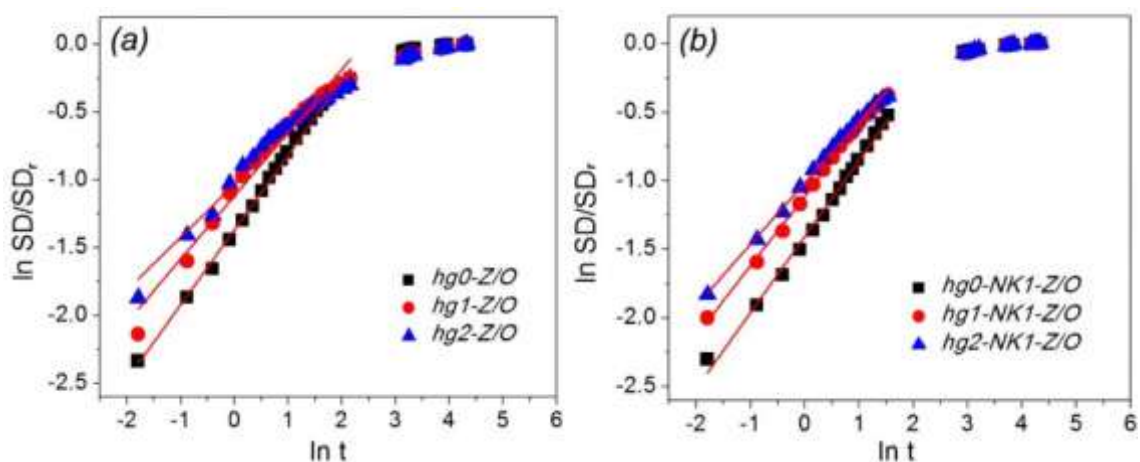 (a)
0.0
-0.5
-1.0
-1.5
-2.0
-2.5
ln SD/SDr
hg0-Z/O
hg1-Z/O
hg2-Z/O
-2 -1 0 1 2 3 4 5 6
ln t
(b)
0.0
-0.5
-1.0
-1.5
-2.0
-2.5
ln SD/SDr
hg0-NK1-Z/O
hg1-NK1-Z/O
hg2-NK1-Z/O
-2 -1 0 1 2 3 4 5 6
ln t